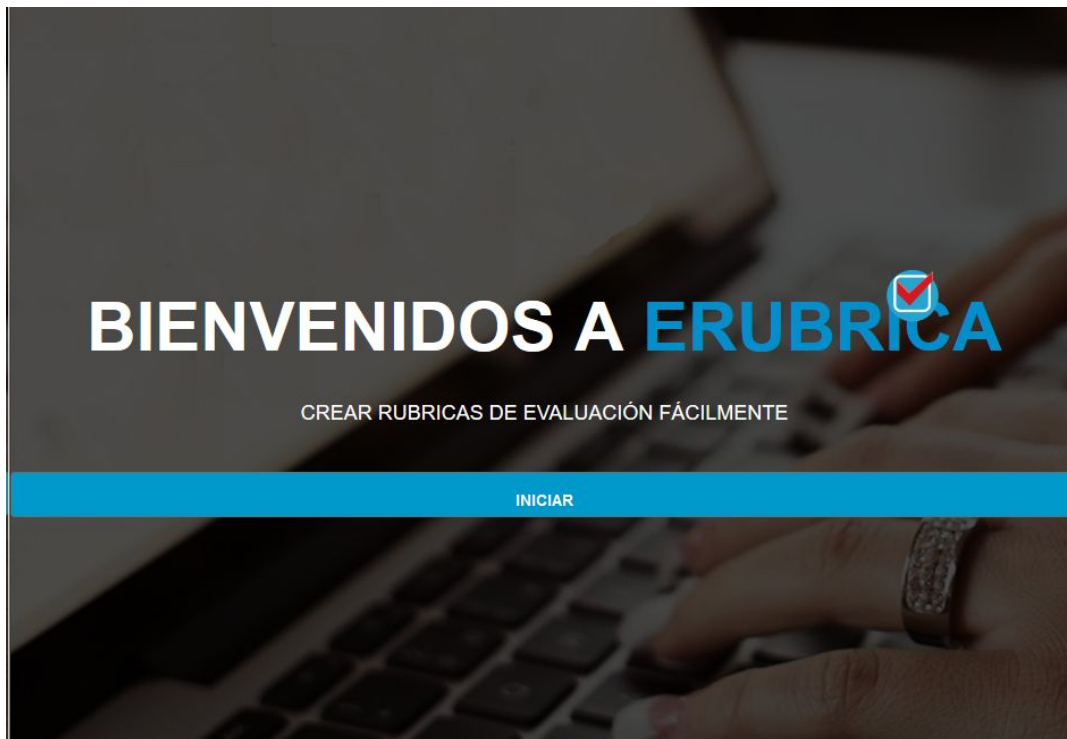 BIENVENIDOS A ERUBRICA
CREAR RUBRICAS DE EVALUACIÓN FÁCILMENTE
INICIAR